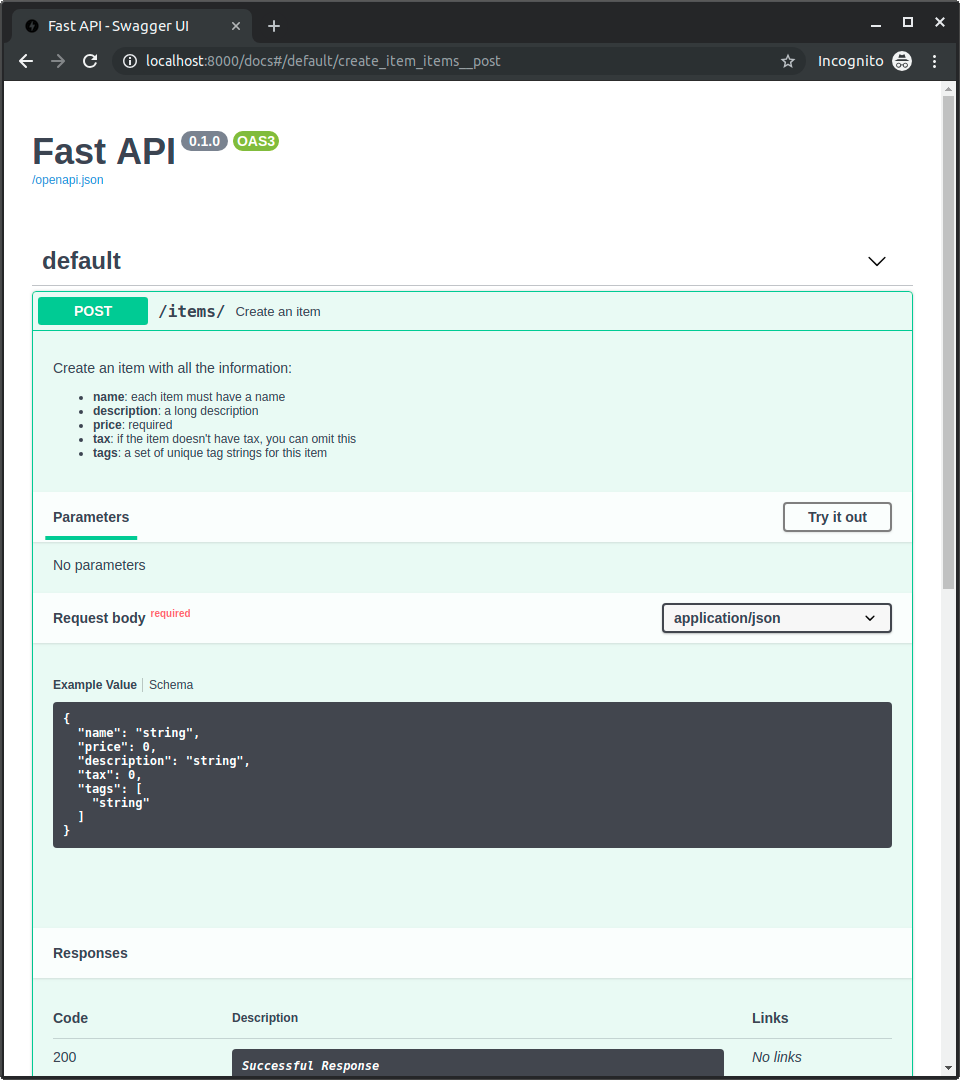 Fast API - Swagger UI
localhost:8000/docs#/default/create_item_items__post
Incognito
Fast API 0.1.0 OAS3
/openapi.json
default
POST /items/ Create an item
Create an item with all the information:
• name: each item must have a name
• description: a long description
• price: required
• tax: if the item doesn't have tax, you can omit this
• tags: a set of unique tag strings for this item
Parameters Try it out
No parameters
Request body required application/json
Example Value Schema
{
"name": "string",
"price": 0,
"description": "string",
"tax": 0,
"tags": [
"string"
]
}
Responses
Code Description Links
200 Successful Response No links